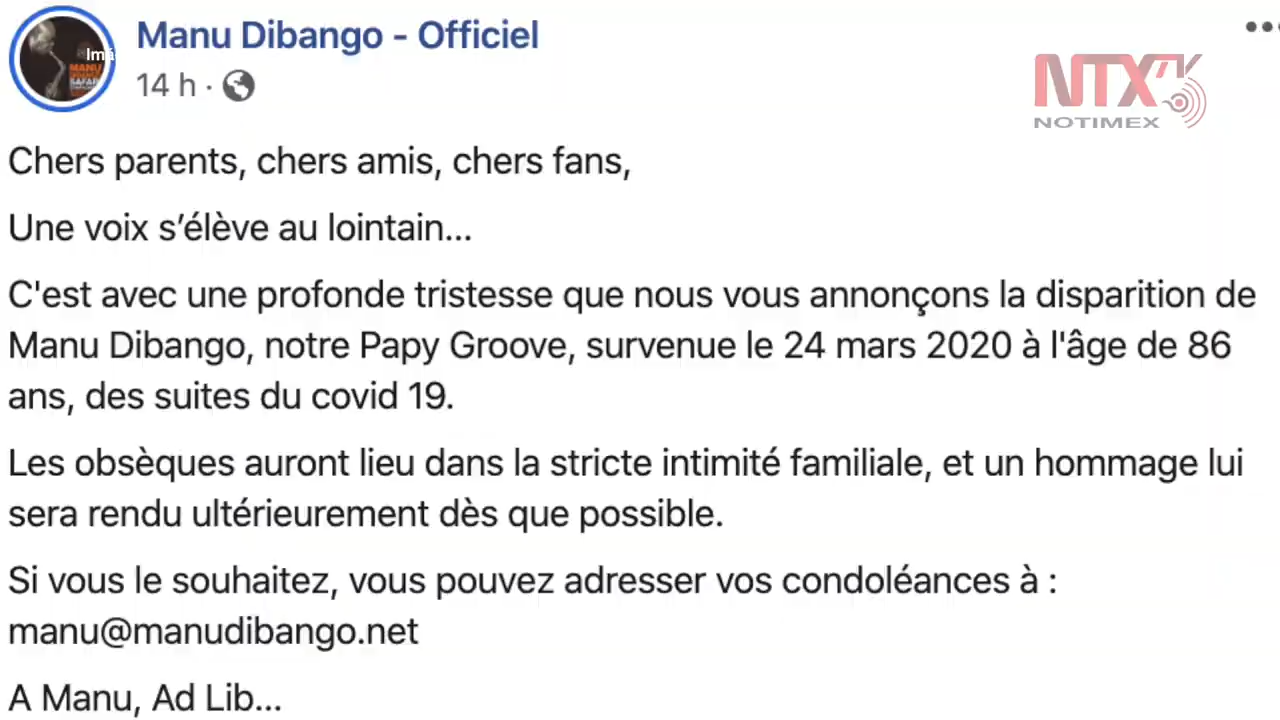 Manu Dibango - Officiel
14 h ·
NTX
NOTIMEX
Chers parents, chers amis, chers fans,
Une voix s’élève au lointain...
C'est avec une profonde tristesse que nous vous annonçons la disparition de
Manu Dibango, notre Papy Groove, survenue le 24 mars 2020 à l'âge de 86
ans, des suites du covid 19.
Les obsèques auront lieu dans la stricte intimité familiale, et un hommage lui
sera rendu ultérieurement dès que possible.
Si vous le souhaitez, vous pouvez adresser vos condoléances à :
manu@manudibango.net
A Manu, Ad Lib...